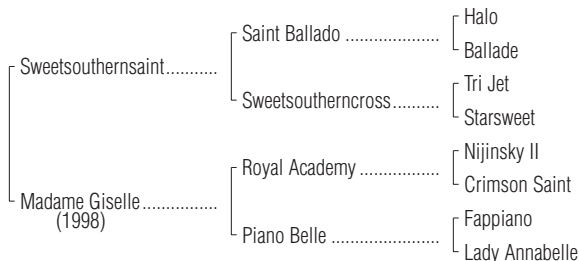 Halo
Saint Ballado ....................
Ballade
Sweetsouthernsaint...........
Tri Jet
Sweetsoutherncross..........
Starsweet
Nijinsky II
Royal Academy .................
Crimson Saint
Madame Giselle................
(1998)
Fappiano
Piano Belle .......................
Lady Annabelle